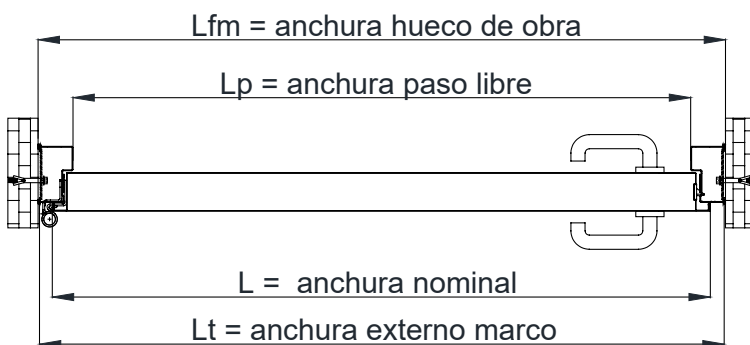 Lfm = anchura hueco de obra
Lp = anchura paso libre
L = anchura nominal
Lt = anchura externo marco